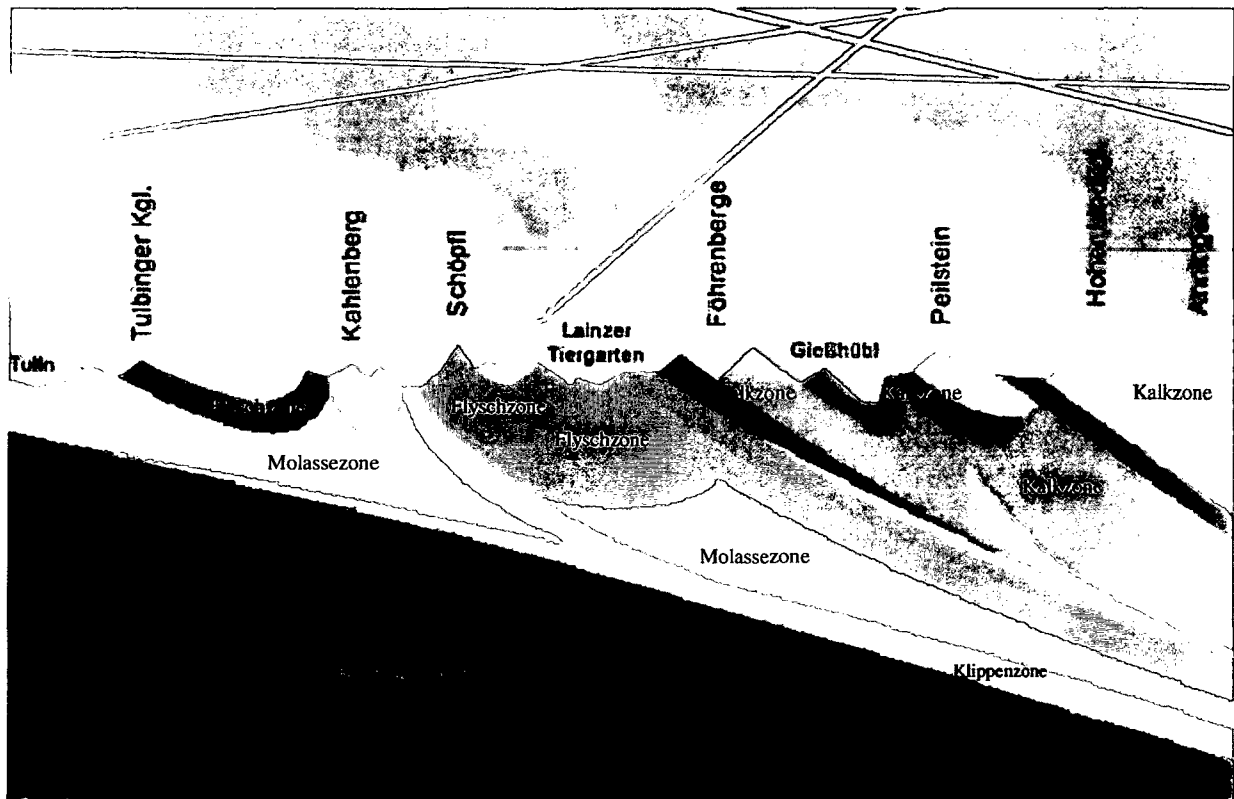 Tulbinger Kgl.
Kahlenberg
Schöpfl
Föhrenberge
Peilstein
Tulln
Lainzer
Tiergarten
Gießhübl
Flyschzone
Flyschzone
Flyschzone
Kalkzone
Kalkzone
Kalkzone
Kalkzone
Molassezone
Molassezone
Klippenzone